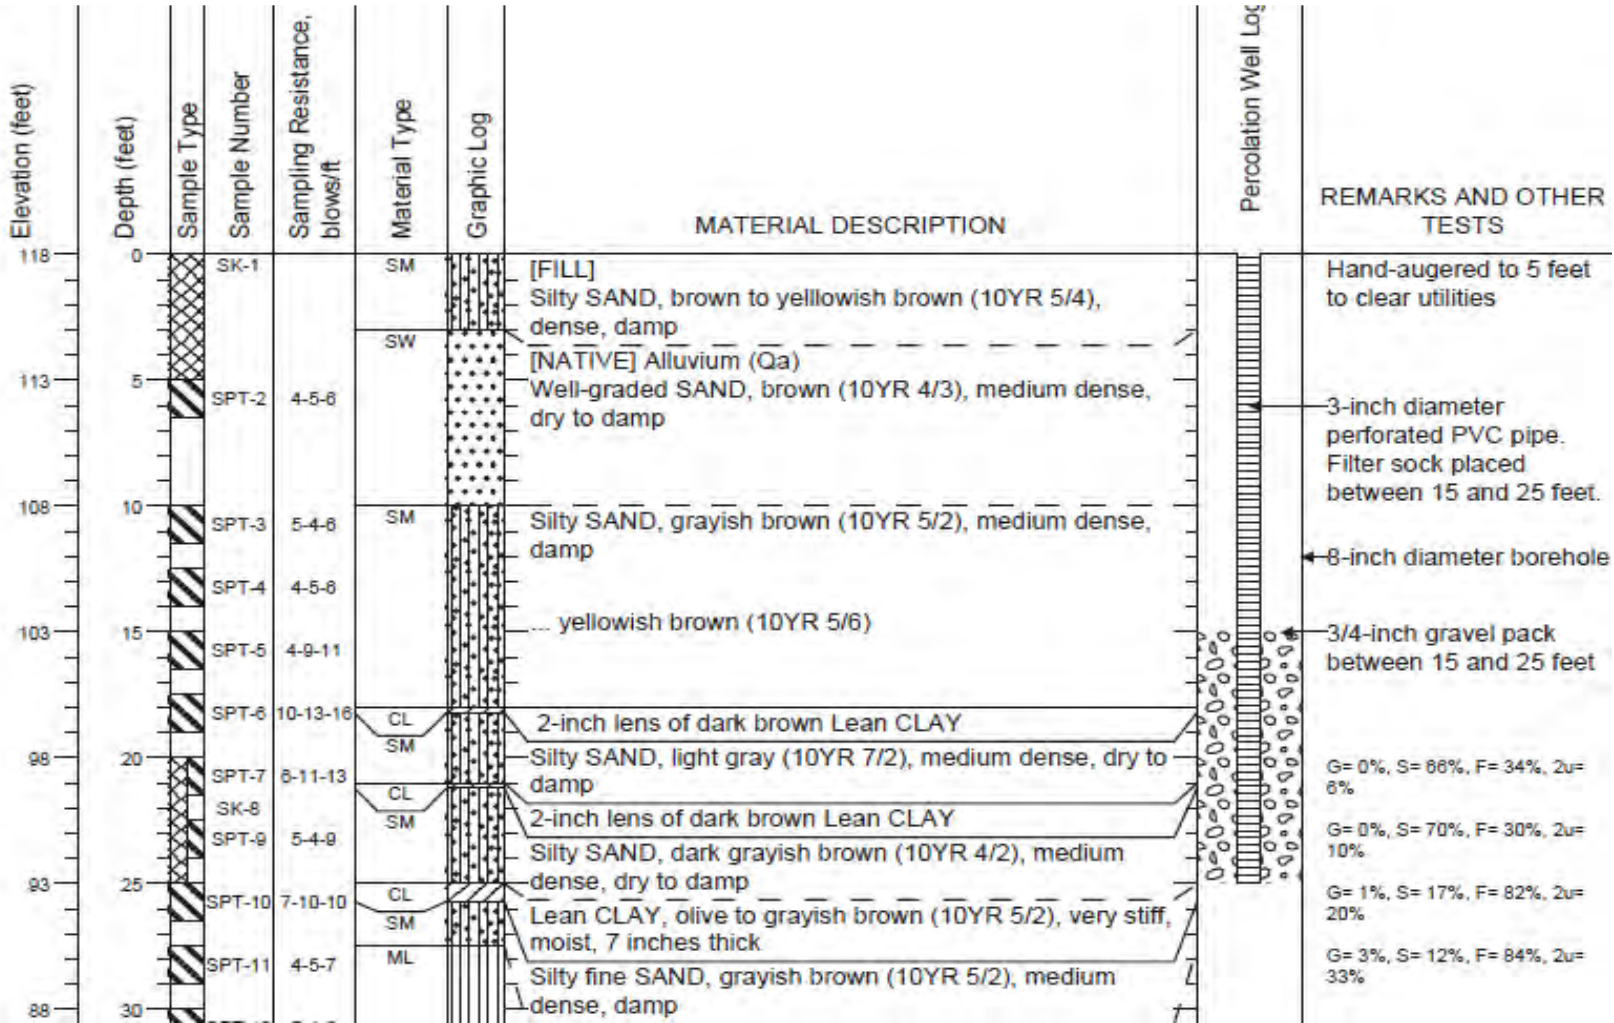 Elevation (feet)
Depth (feet)
Sample Type
Sample Number
Sampling Resistance,
blows/ft
Material Type
Graphic Log
MATERIAL DESCRIPTION
Percolation Well Log
REMARKS AND OTHER
TESTS
118
0
SK-1
SM
[FILL]
Silty SAND, brown to yelllowish brown (10YR 5/4),
dense, damp
Hand-augered to 5 feet
to clear utilities
SW
[NATIVE] Alluvium (Qa)
Well-graded SAND, brown (10YR 4/3), medium dense,
dry to damp
113
5
SPT-2
4-5-6
3-inch diameter
perforated PVC pipe.
Filter sock placed
between 15 and 25 feet.
108
10
SPT-3
5-4-6
SM
Silty SAND, grayish brown (10YR 5/2), medium dense,
damp
8-inch diameter borehole
SPT-4
4-5-8
... yellowish brown (10YR 5/6)
103
15
SPT-5
4-9-11
3/4-inch gravel pack
between 15 and 25 feet
SPT-6
10-13-16
CL
2-inch lens of dark brown Lean CLAY
SM
Silty SAND, light gray (10YR 7/2), medium dense, dry to
damp
98
20
SPT-7
8-11-13
G= 0%, S= 66%, F= 34%, 2u=
6%
CL
2-inch lens of dark brown Lean CLAY
SK-8
SM
SPT-9
5-4-9
G= 0%, S= 70%, F= 30%, 2u=
10%
Silty SAND, dark grayish brown (10YR 4/2), medium
dense, dry to damp
93
25
SPT-10
7-10-10
CL
G= 1%, S= 17%, F= 82%, 2u=
20%
Lean CLAY, olive to grayish brown (10YR 5/2), very stiff,
moist, 7 inches thick
SM
SPT-11
4-5-7
ML
G= 3%, S= 12%, F= 84%, 2u=
33%
Silty fine SAND, grayish brown (10YR 5/2), medium
dense, damp
88
30